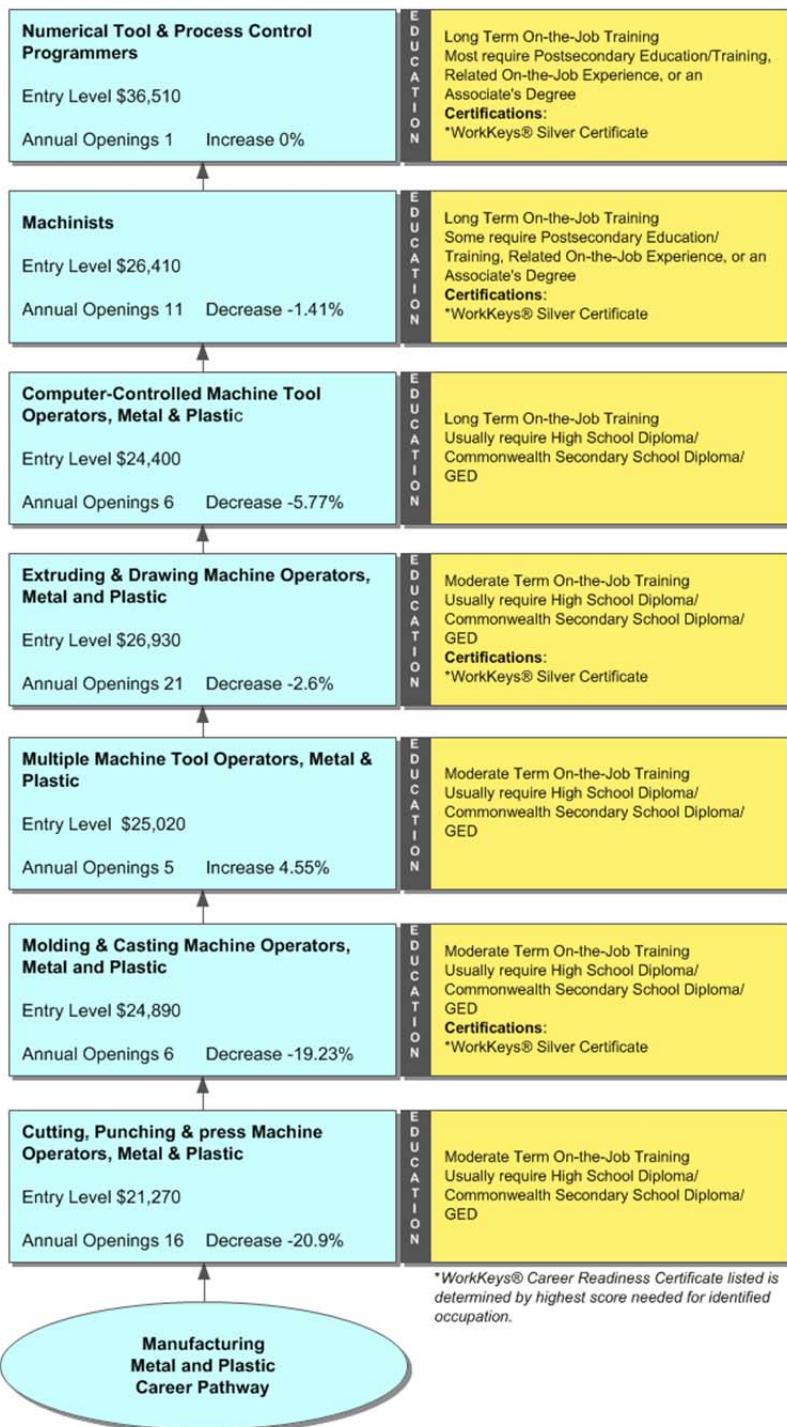 Numerical Tool & Process Control
Programmers
Entry Level $36,510
Annual Openings 1 Increase 0%
EDUCATION
Long Term On-the-Job Training
Most require Postsecondary Education/Training,
Related On-the-Job Experience, or an
Associate's Degree
Certifications:
*WorkKeys® Silver Certificate
Machinists
Entry Level $26,410
Annual Openings 11 Decrease -1.41%
EDUCATION
Long Term On-the-Job Training
Some require Postsecondary Education/
Training, Related On-the-Job Experience, or an
Associate's Degree
Certifications:
*WorkKeys® Silver Certificate
Computer-Controlled Machine Tool
Operators, Metal & Plastic
Entry Level $24,400
Annual Openings 6 Decrease -5.77%
EDUCATION
Long Term On-the-Job Training
Usually require High School Diploma/
Commonwealth Secondary School Diploma/
GED
Extruding & Drawing Machine Operators,
Metal and Plastic
Entry Level $26,930
Annual Openings 21 Decrease -2.6%
EDUCATION
Moderate Term On-the-Job Training
Usually require High School Diploma/
Commonwealth Secondary School Diploma/
GED
Certifications:
*WorkKeys® Silver Certificate
Multiple Machine Tool Operators, Metal &
Plastic
Entry Level $25,020
Annual Openings 5 Increase 4.55%
EDUCATION
Moderate Term On-the-Job Training
Usually require High School Diploma/
Commonwealth Secondary School Diploma/
GED
Molding & Casting Machine Operators,
Metal and Plastic
Entry Level $24,890
Annual Openings 6 Decrease -19.23%
EDUCATION
Moderate Term On-the-Job Training
Usually require High School Diploma/
Commonwealth Secondary School Diploma/
GED
Certifications:
*WorkKeys® Silver Certificate
Cutting, Punching & press Machine
Operators, Metal & Plastic
Entry Level $21,270
Annual Openings 16 Decrease -20.9%
EDUCATION
Moderate Term On-the-Job Training
Usually require High School Diploma/
Commonwealth Secondary School Diploma/
GED
*WorkKeys® Career Readiness Certificate listed is
determined by highest score needed for identified
occupation.
Manufacturing
Metal and Plastic
Career Pathway